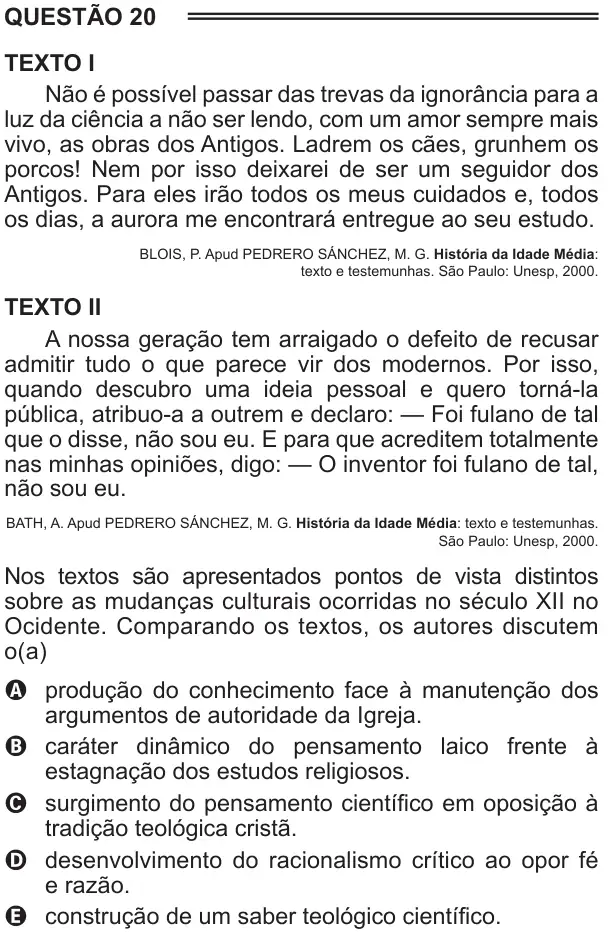 QUESTÃO 20
TEXTO I
Não é possível passar das trevas da ignorância para a
luz da ciência a não ser lendo, com um amor sempre mais
vivo, as obras dos Antigos. Ladrem os cães, grunhem os
porcos! Nem por isso deixarei de ser um seguidor dos
Antigos. Para eles irão todos os meus cuidados e, todos
os dias, a aurora me encontrará entregue ao seu estudo.
BLOIS, P. Apud PEDRERO SÁNCHEZ, M. G. História da Idade Média:
texto e testemunhas. São Paulo: Unesp, 2000.
TEXTO II
A nossa geração tem arraigado o defeito de recusar
admitir tudo o que parece vir dos modernos. Por isso,
quando descubro uma ideia pessoal e quero torná-la
pública, atribuo-a a outrem e declaro: — Foi fulano de tal
que o disse, não sou eu. E para que acreditem totalmente
nas minhas opiniões, digo: — O inventor foi fulano de tal,
não sou eu.
BATH, A. Apud PEDRERO SÁNCHEZ, M. G. História da Idade Média: texto e testemunhas.
São Paulo: Unesp, 2000.
Nos textos são apresentados pontos de vista distintos
sobre as mudanças culturais ocorridas no século XII no
Ocidente. Comparando os textos, os autores discutem
o(a)
A produção do conhecimento face à manutenção dos
argumentos de autoridade da Igreja.
B caráter dinâmico do pensamento laico frente à
estagnação dos estudos religiosos.
C surgimento do pensamento científico em oposição à
tradição teológica cristã.
D desenvolvimento do racionalismo crítico ao opor fé
e razão.
E construção de um saber teológico científico.